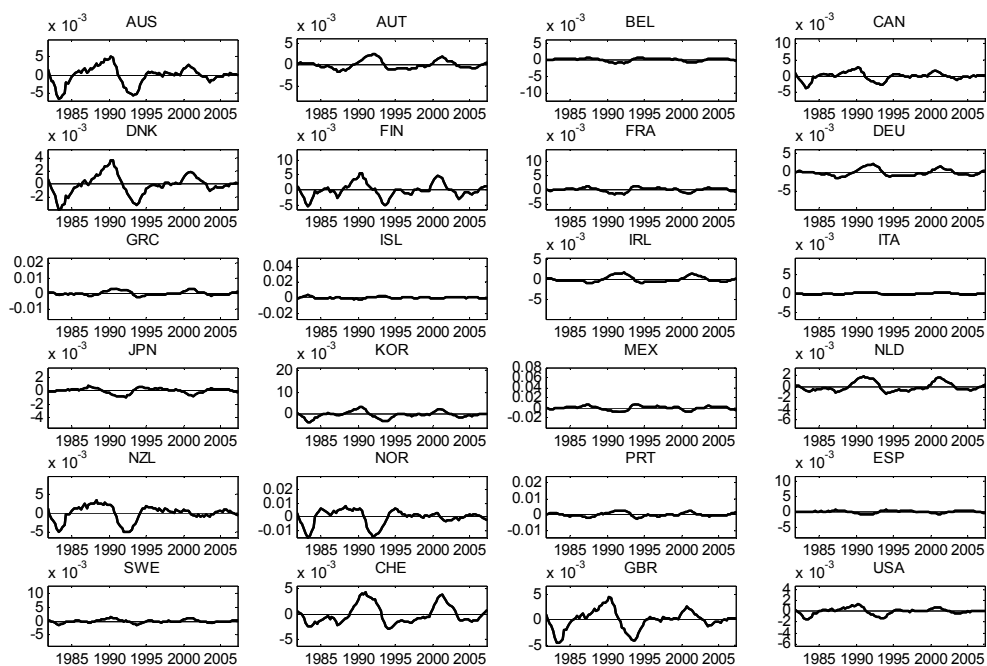 x 10⁻³
AUS
5
0
-5
1985 1990 1995 2000 2005
x 10⁻³
AUT
5
0
-5
1985 1990 1995 2000 2005
x 10⁻³
BEL
5
0
-5
-10
1985 1990 1995 2000 2005
x 10⁻³
CAN
10
5
0
-5
1985 1990 1995 2000 2005
x 10⁻³
DNK
4
2
0
-2
1985 1990 1995 2000 2005
x 10⁻³
FIN
10
5
0
-5
1985 1990 1995 2000 2005
x 10⁻³
FRA
10
5
0
-5
1985 1990 1995 2000 2005
x 10⁻³
DEU
5
0
-5
1985 1990 1995 2000 2005
GRC
0.02
0.01
0
-0.01
1985 1990 1995 2000 2005
ISL
0.04
0.02
0
-0.02
1985 1990 1995 2000 2005
x 10⁻³
IRL
5
0
-5
1985 1990 1995 2000 2005
x 10⁻³
ITA
5
0
-5
1985 1990 1995 2000 2005
x 10⁻³
JPN
2
0
-2
-4
1985 1990 1995 2000 2005
x 10⁻³
KOR
20
10
0
1985 1990 1995 2000 2005
MEX
0.08
0.06
0.04
0.02
0
-0.02
1985 1990 1995 2000 2005
x 10⁻³
NLD
2
0
-2
-4
-6
1985 1990 1995 2000 2005
x 10⁻³
NZL
5
0
-5
1985 1990 1995 2000 2005
NOR
0.02
0.01
0
-0.01
1985 1990 1995 2000 2005
PRT
0.02
0.01
0
-0.01
1985 1990 1995 2000 2005
x 10⁻³
ESP
10
5
0
-5
1985 1990 1995 2000 2005
x 10⁻³
SWE
10
5
0
-5
1985 1990 1995 2000 2005
x 10⁻³
CHE
5
0
-5
1985 1990 1995 2000 2005
x 10⁻³
GBR
5
0
-5
1985 1990 1995 2000 2005
x 10⁻³
USA
4
2
0
-2
-4
-6
1985 1990 1995 2000 2005